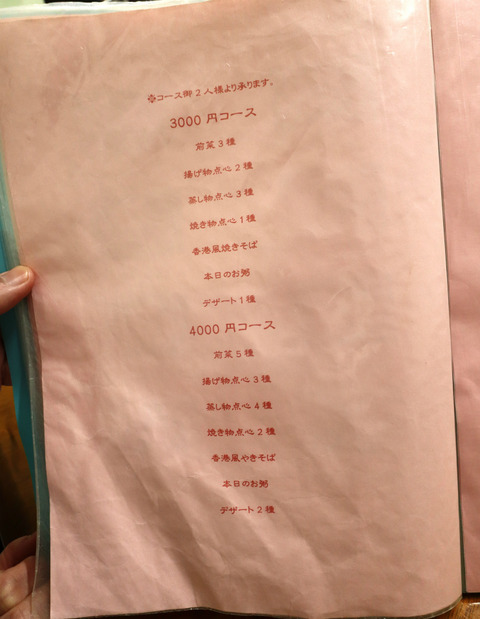 ✽コース御2人様より承ります。
3000 円コース
前菜3種
揚げ物点心2種
蒸し物点心3種
焼き物点心1種
香港風焼きそば
本日のお粥
デザート1種
4000 円コース
前菜5種
揚げ物点心3種
蒸し物点心4種
焼き物点心2種
香港風やきそば
本日のお粥
デザート2種